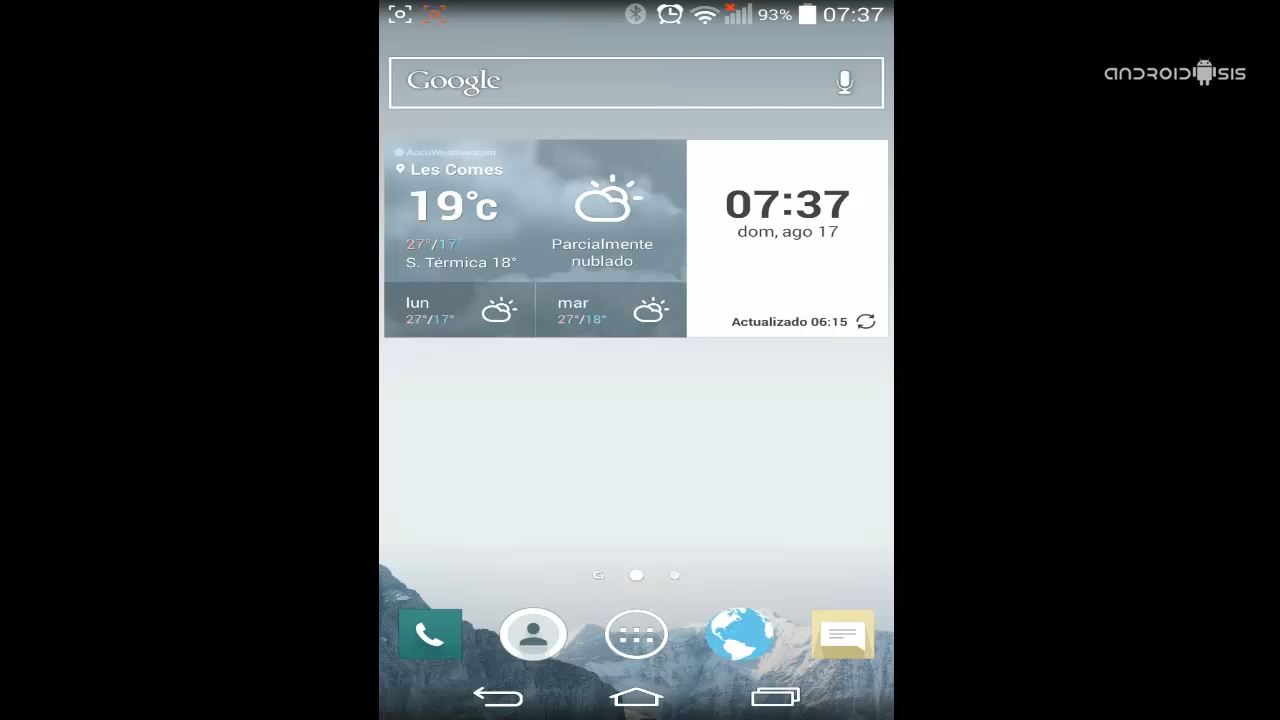 93% 07:37
Google
ANDROIDSIS
AccuWeather.com
Les Comes
19°c
27°/17°
S. Térmica 18°
Parcialmente
nublado
07:37
dom, ago 17
lun
27°/17°
mar
27°/18°
Actualizado 06:15
G